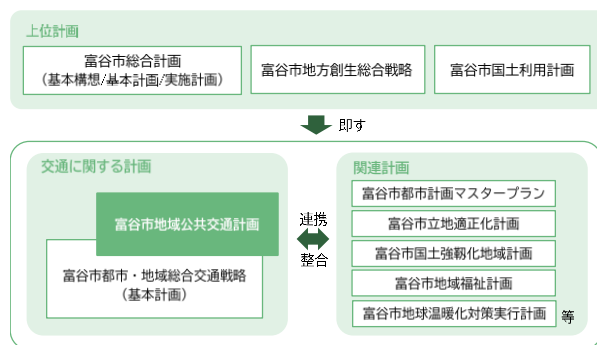 上位計画
富谷市総合計画
（基本構想/基本計画/実施計画）
富谷市地方創生総合戦略
富谷市国土利用計画
即す
交通に関する計画
富谷市地域公共交通計画
富谷市都市・地域総合交通戦略
（基本計画）
連携
整合
関連計画
富谷市都市計画マスタープラン
富谷市立地適正化計画
富谷市国土強靱化地域計画
富谷市地域福祉計画
富谷市地球温暖化対策実行計画
等